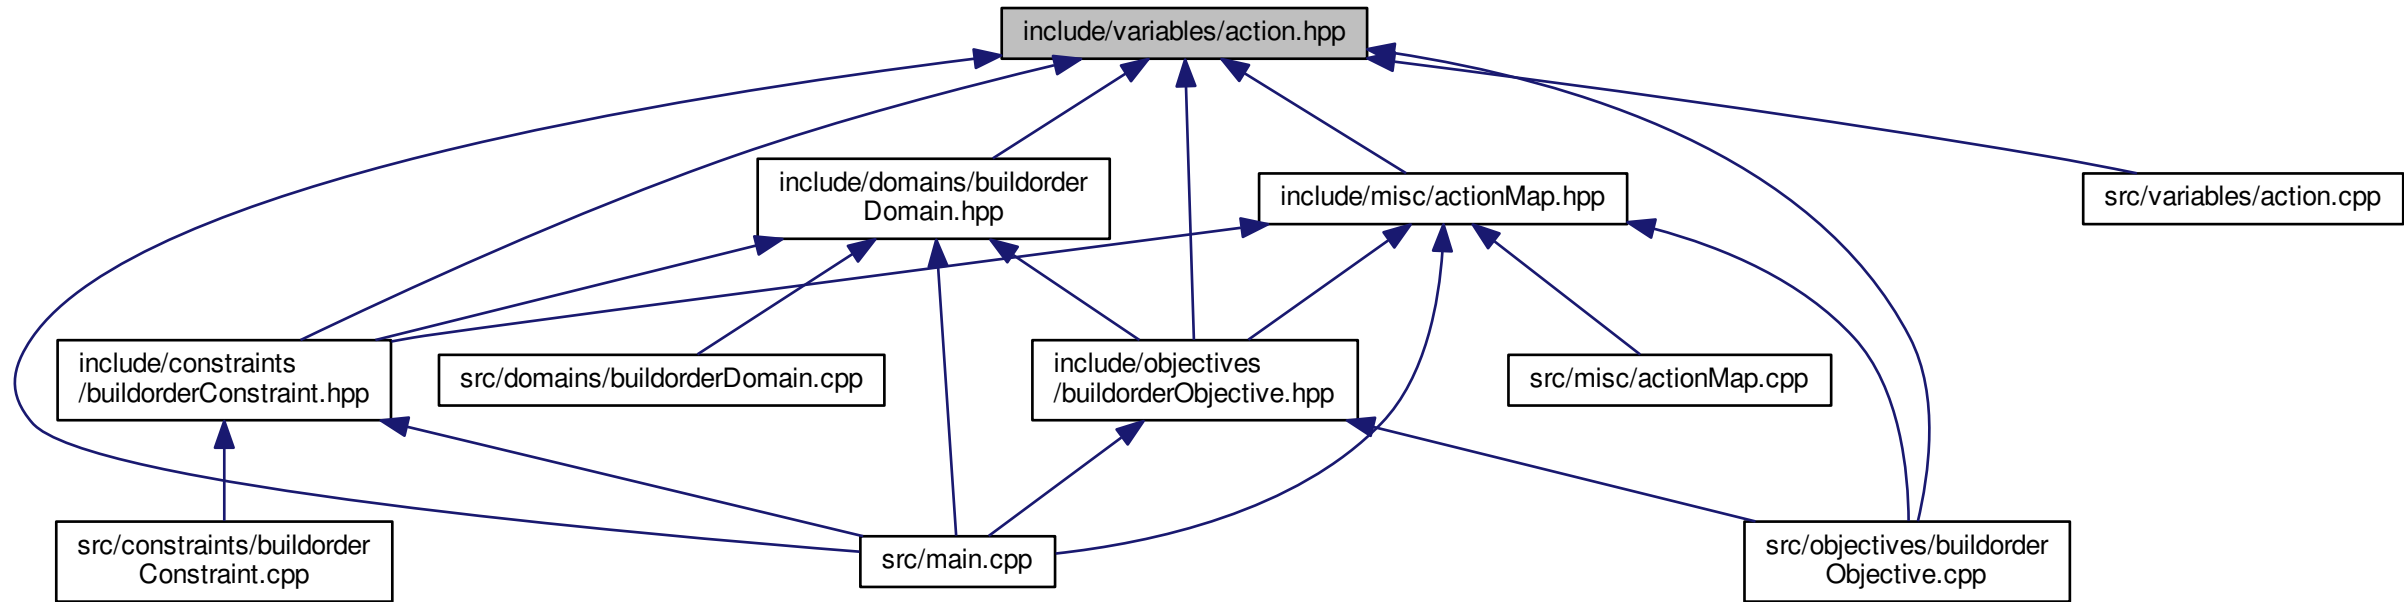 include/variables/action.hpp
include/domains/buildorder
Domain.hpp
include/misc/actionMap.hpp
src/variables/action.cpp
include/constraints
/buildorderConstraint.hpp
src/domains/buildorderDomain.cpp
include/objectives
/buildorderObjective.hpp
src/misc/actionMap.cpp
src/constraints/buildorder
Constraint.cpp
src/main.cpp
src/objectives/buildorder
Objective.cpp